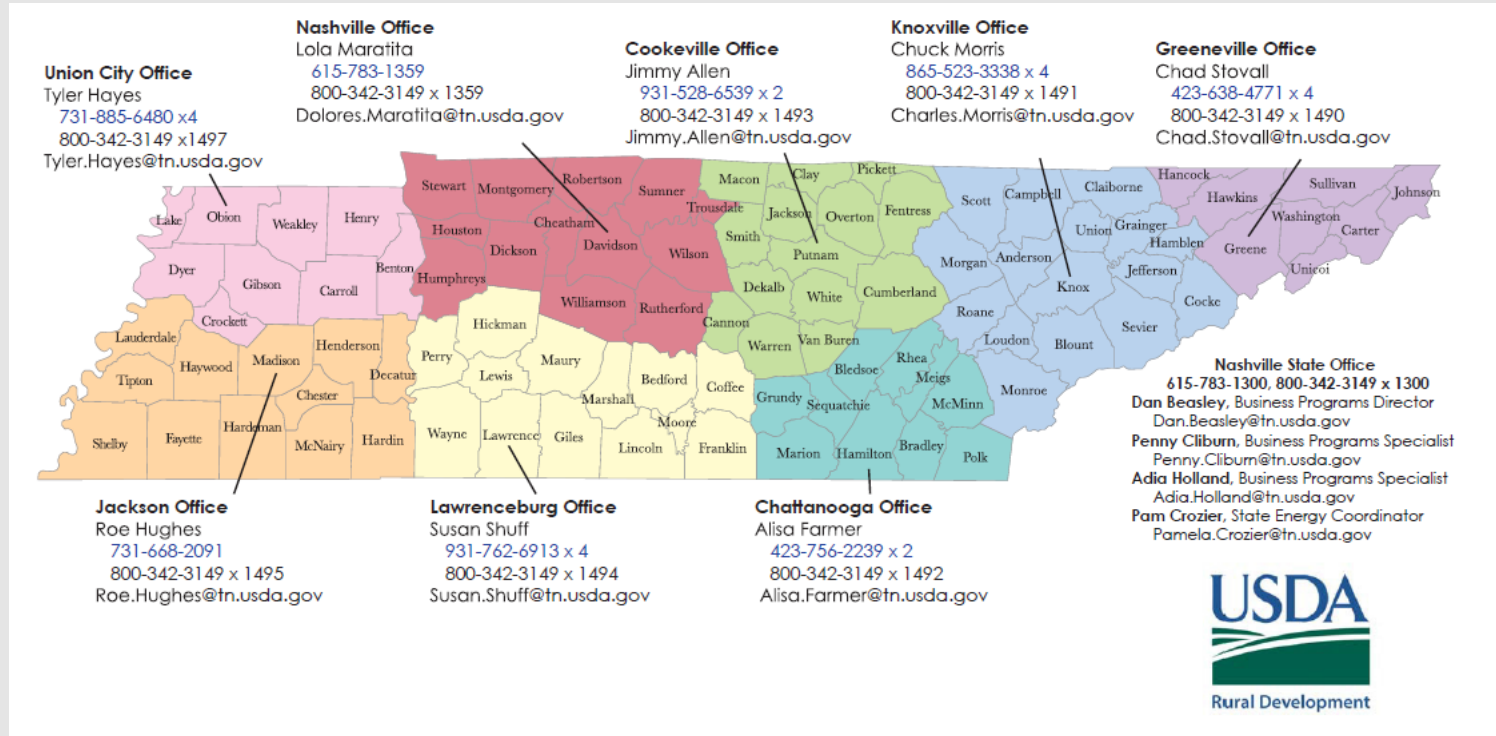 Nashville Office
Lola Maratita
615-783-1359
800-342-3149 x 1359
Dolores.Maratita@tn.usda.gov
Knoxville Office
Chuck Morris
865-523-3338 x 4
800-342-3149 x 1491
Charles.Morris@tn.usda.gov
Cookeville Office
Jimmy Allen
931-528-6539 x 2
800-342-3149 x 1493
Jimmy.Allen@tn.usda.gov
Greeneville Office
Chad Stovall
423-638-4771 x 4
800-342-3149 x 1490
Chad.Stovall@tn.usda.gov
Union City Office
Tyler Hayes
731-885-6480 x4
800-342-3149 x1497
Tyler.Hayes@tn.usda.gov
Lake
Obion
Weakley
Henry
Dyer
Gibson
Carroll
Benton
Crockett
Stewart
Montgomery
Robertson
Sumner
Trousdale
Houston
Cheatham
Dickson
Davidson
Wilson
Humphreys
Williamson
Rutherford
Macon
Clay
Pickett
Jackson
Overton
Fentress
Smith
Putnam
Dekalb
White
Cumberland
Cannon
Warren
Van Buren
Scott
Campbell
Claiborne
Union
Grainger
Hamblen
Morgan
Anderson
Jefferson
Knox
Cocke
Roane
Loudon
Blount
Sevier
Monroe
Hancock
Hawkins
Sullivan
Johnson
Washington
Carter
Greene
Unicoi
Lauderdale
Haywood
Madison
Henderson
Decatur
Tipton
Chester
Shelby
Fayette
Hardeman
McNairy
Hardin
Hickman
Perry
Lewis
Maury
Bedford
Coffee
Marshall
Moore
Wayne
Lawrence
Giles
Lincoln
Franklin
Bledsoe
Rhea
Meigs
Grundy
Sequatchie
McMinn
Marion
Hamilton
Bradley
Polk
Nashville State Office
615-783-1300, 800-342-3149 x 1300
Dan Beasley, Business Programs Director
Dan.Beasley@tn.usda.gov
Penny Cliburn, Business Programs Specialist
Penny.Cliburn@tn.usda.gov
Adia Holland, Business Programs Specialist
Adia.Holland@tn.usda.gov
Pam Crozier, State Energy Coordinator
Pamela.Crozier@tn.usda.gov
Jackson Office
Roe Hughes
731-668-2091
800-342-3149 x 1495
Roe.Hughes@tn.usda.gov
Lawrenceburg Office
Susan Shuff
931-762-6913 x 4
800-342-3149 x 1494
Susan.Shuff@tn.usda.gov
Chattanooga Office
Alisa Farmer
423-756-2239 x 2
800-342-3149 x 1492
Alisa.Farmer@tn.usda.gov
USDA
Rural Development